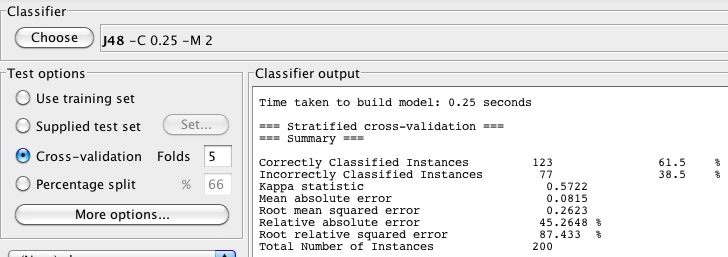 Classifier
Choose J48 -C 0.25 -M 2
Test options
Use training set
Supplied test set Set...
Cross-validation Folds 5
Percentage split % 66
More options...
Classifier output
Time taken to build model: 0.25 seconds
=== Stratified cross-validation ===
=== Summary ===
Correctly Classified Instances 123 61.5 %
Incorrectly Classified Instances 77 38.5 %
Kappa statistic 0.5722
Mean absolute error 0.0815
Root mean squared error 0.2623
Relative absolute error 45.2648 %
Root relative squared error 87.433 %
Total Number of Instances 200